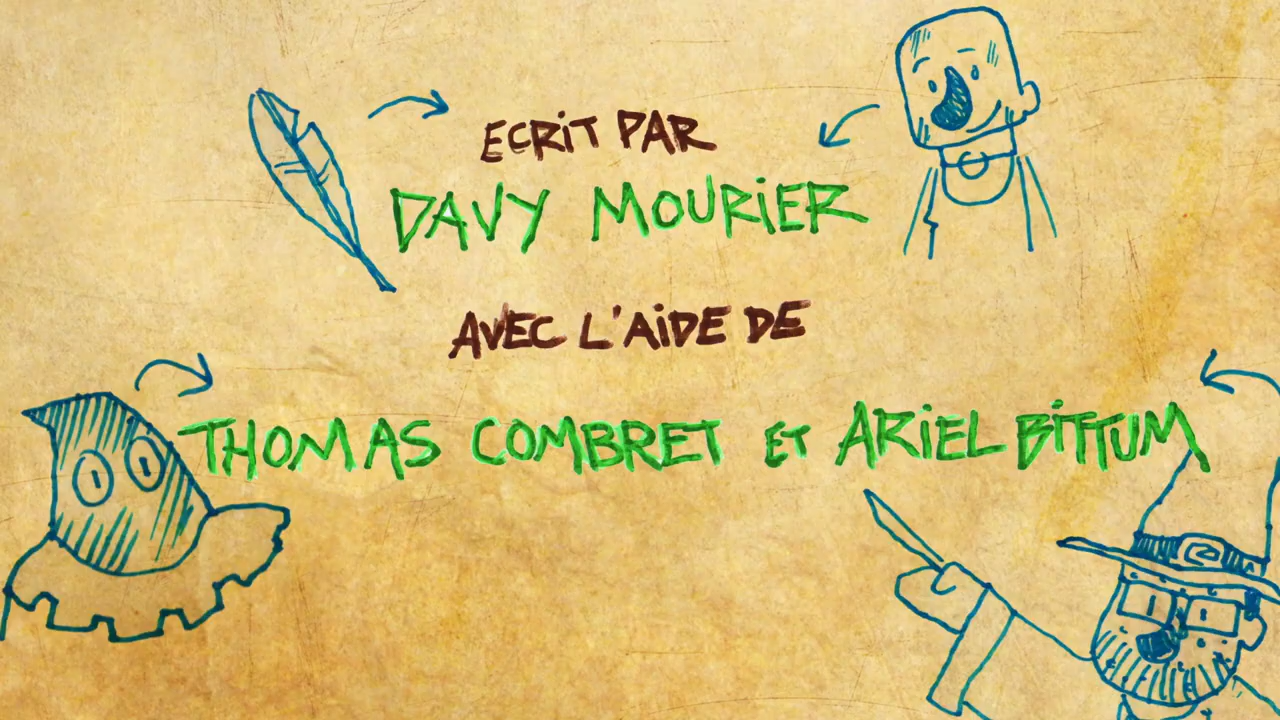 ECRIT PAR
DAVY MOURIER
AVEC L'AIDE DE
THOMAS COMBRET ET ARIEL BITTUM